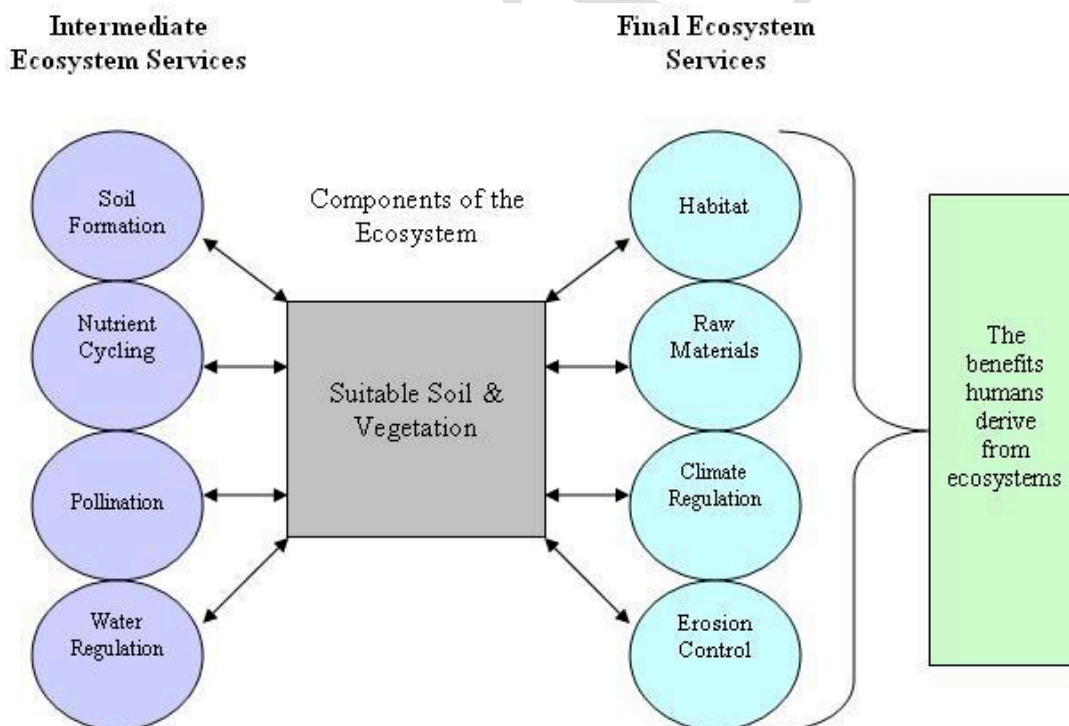 Intermediate
Ecosystem Services
Final Ecosystem
Services
Soil
Formation
Nutrient
Cycling
Pollination
Water
Regulation
Components of the
Ecosystem
Suitable Soil &
Vegetation
Habitat
Raw
Materials
Climate
Regulation
Erosion
Control
The
benefits
humans
derive
from
ecosystems